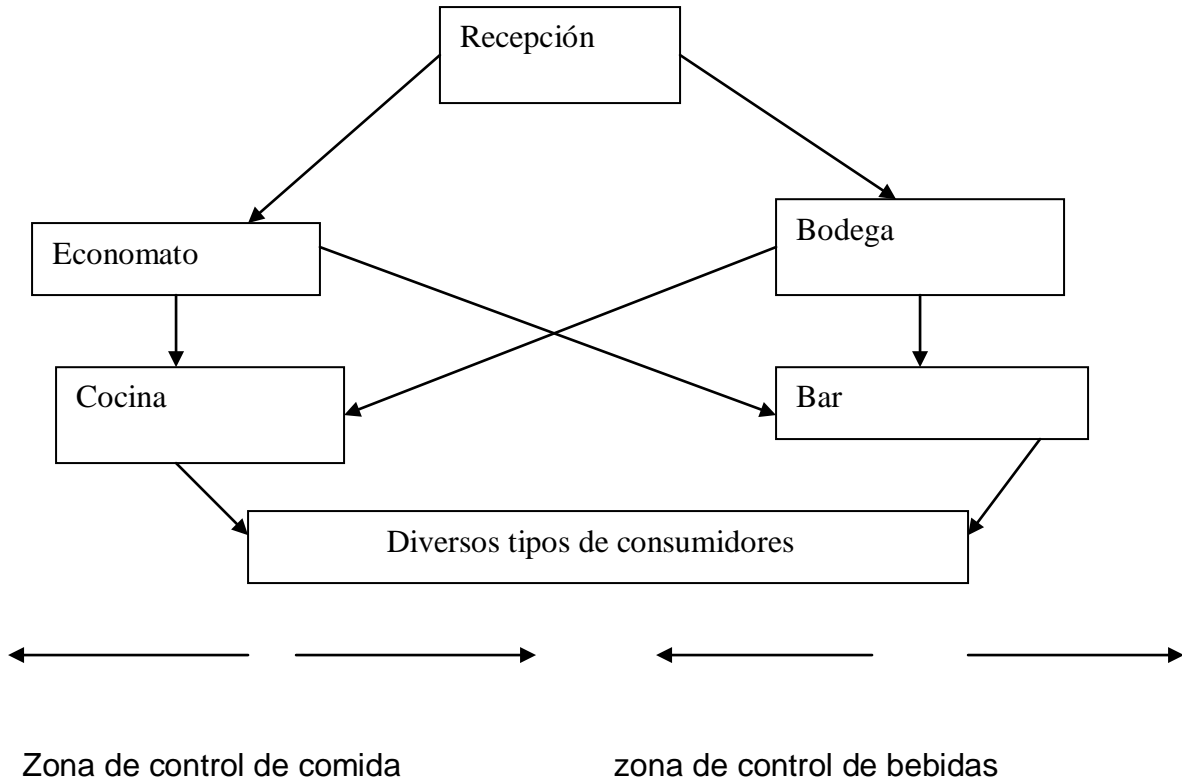 Recepción
Bodega
Economato
Cocina
Bar
Diversos tipos de consumidores
Zona de control de comida
zona de control de bebidas